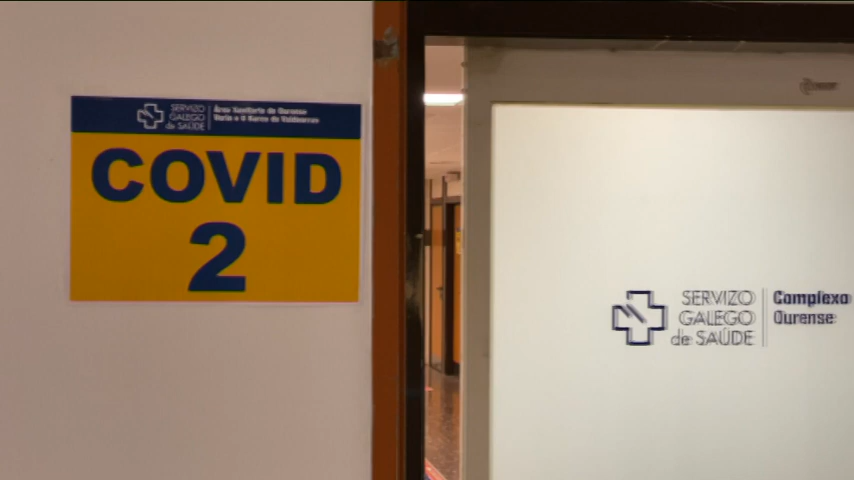 SERVIZO
GALEGO
de SAÚDE
Área Sanitaria de Ourense
Verín e O Barco de Valdeorras
COVID
2
SERVIZO
GALEGO
de SAÚDE
Complexo
Ourense